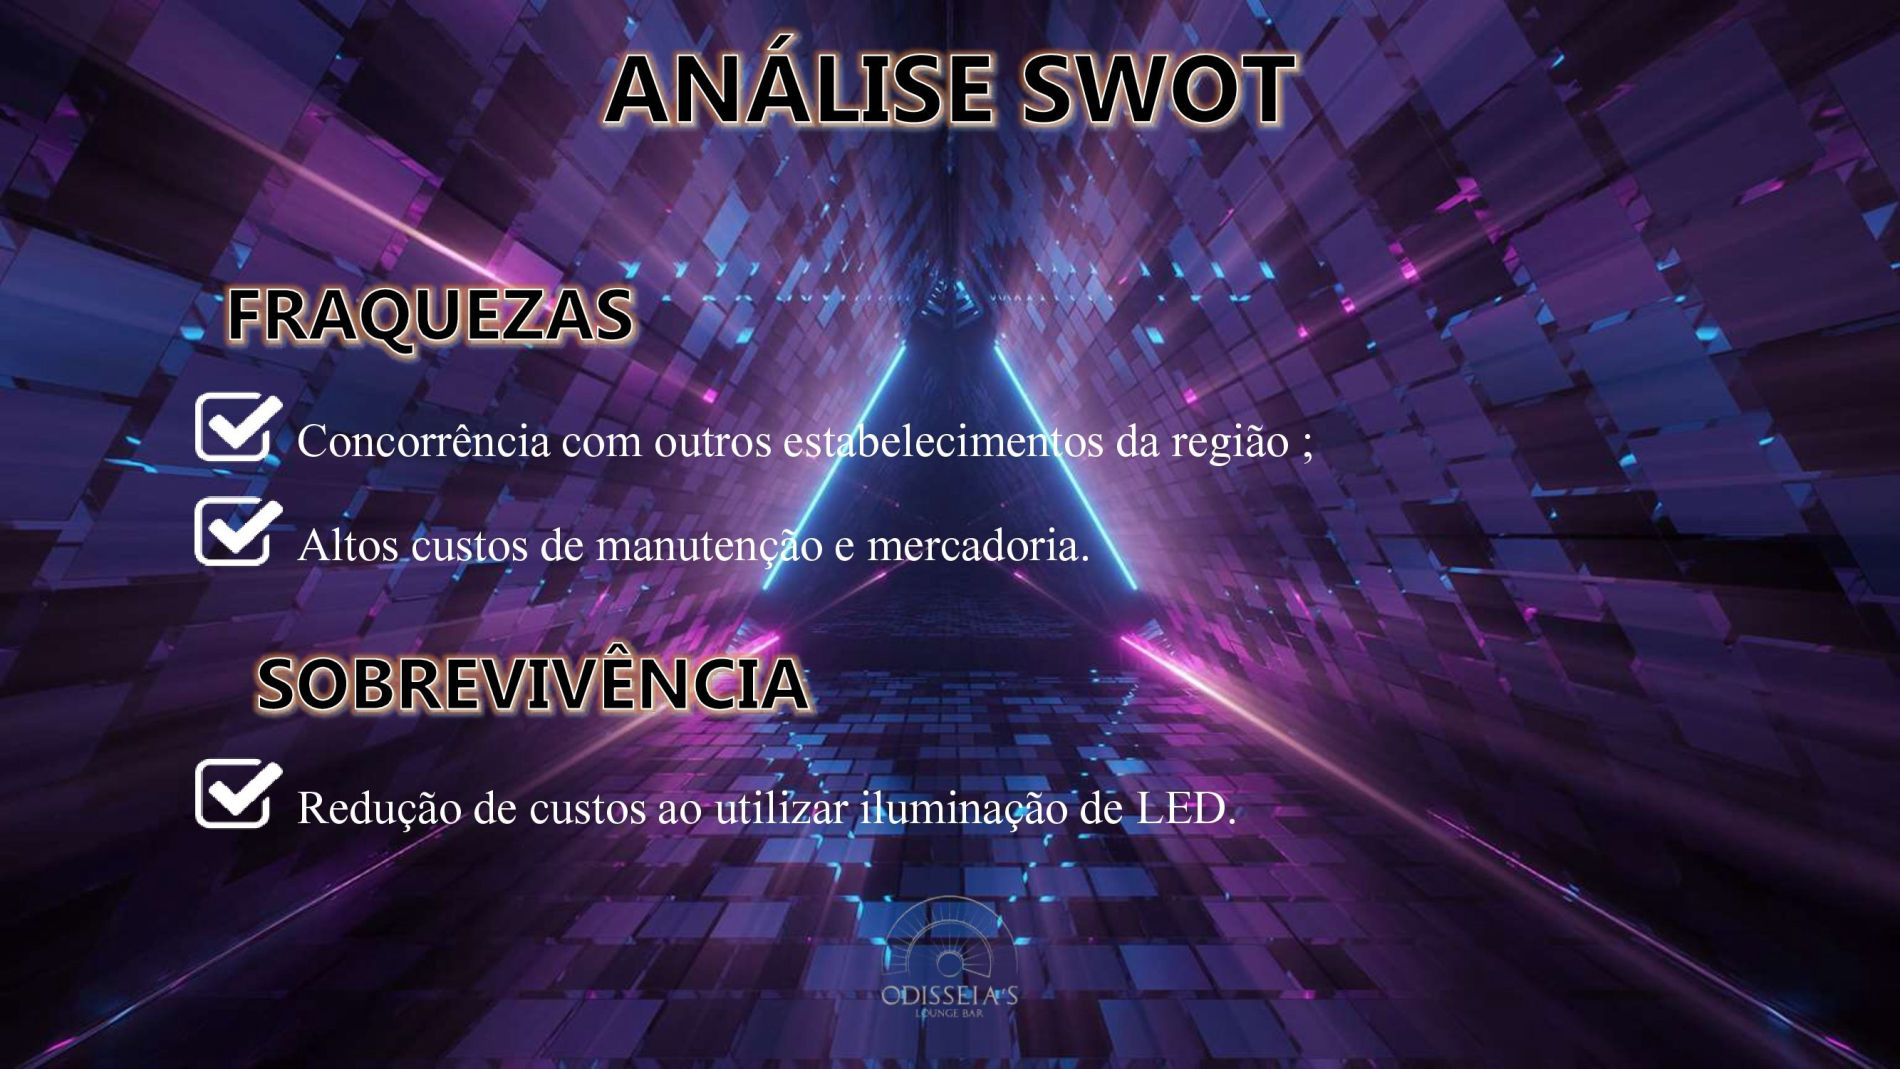 ANÁLISE SWOT
FRAQUEZAS
Concorrência com outros estabelecimentos da região ;
Altos custos de manutenção e mercadoria.
SOBREVIVÊNCIA
Redução de custos ao utilizar iluminação de LED.
ODISSEIA'S
LOUNGE BAR